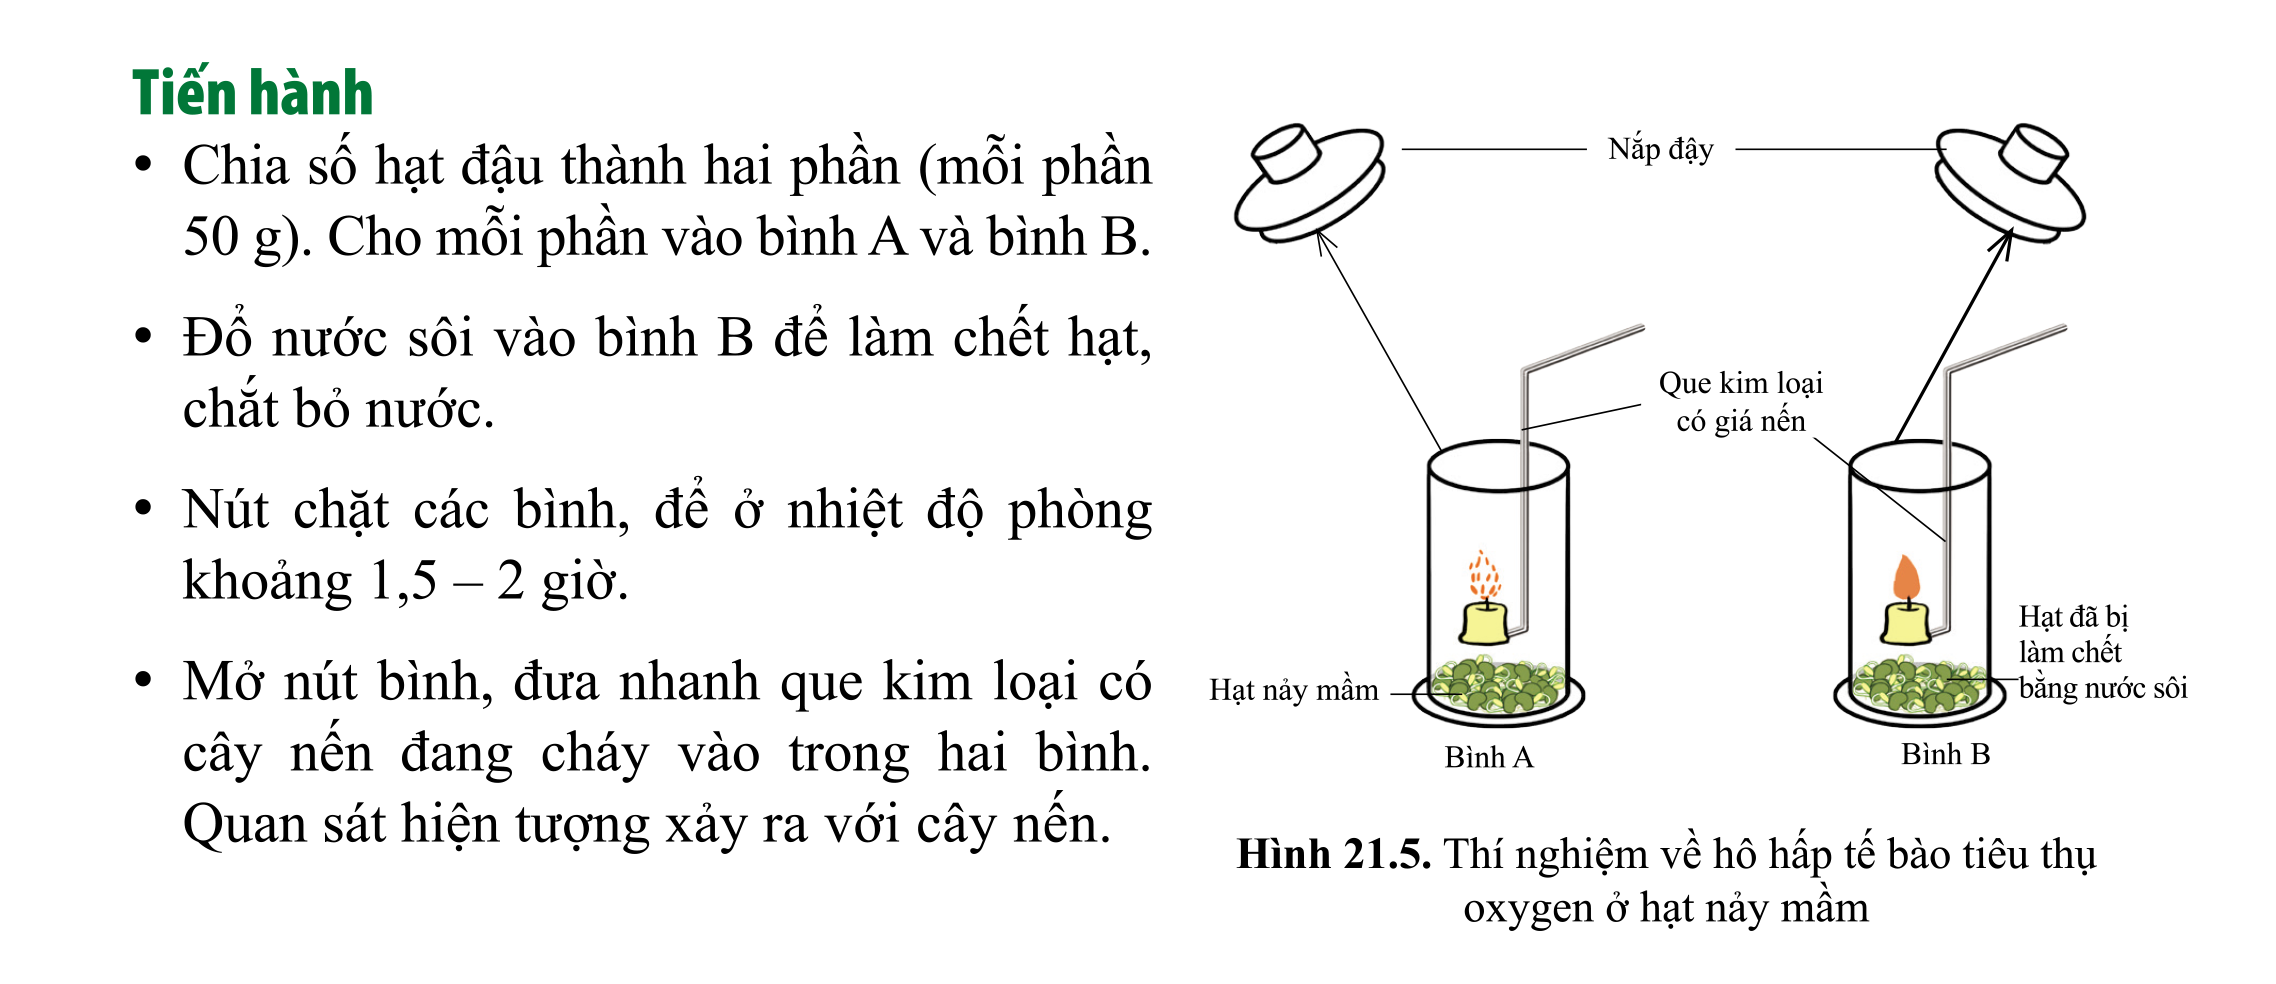 Tiến hành
• Chia số hạt đậu thành hai phần (mỗi phần
50 g). Cho mỗi phần vào bình A và bình B.
• Đổ nước sôi vào bình B để làm chết hạt,
chắt bỏ nước.
• Nút chặt các bình, để ở nhiệt độ phòng
khoảng 1,5 – 2 giờ.
• Mở nút bình, đưa nhanh que kim loại có
cây nến đang cháy vào trong hai bình.
Quan sát hiện tượng xảy ra với cây nến.
Nắp đậy
Que kim loại
có giá nến
Hạt đã bị
làm chết
bằng nước sôi
Hạt nảy mầm
Bình A
Bình B
Hình 21.5. Thí nghiệm về hô hấp tế bào tiêu thụ
oxygen ở hạt nảy mầm